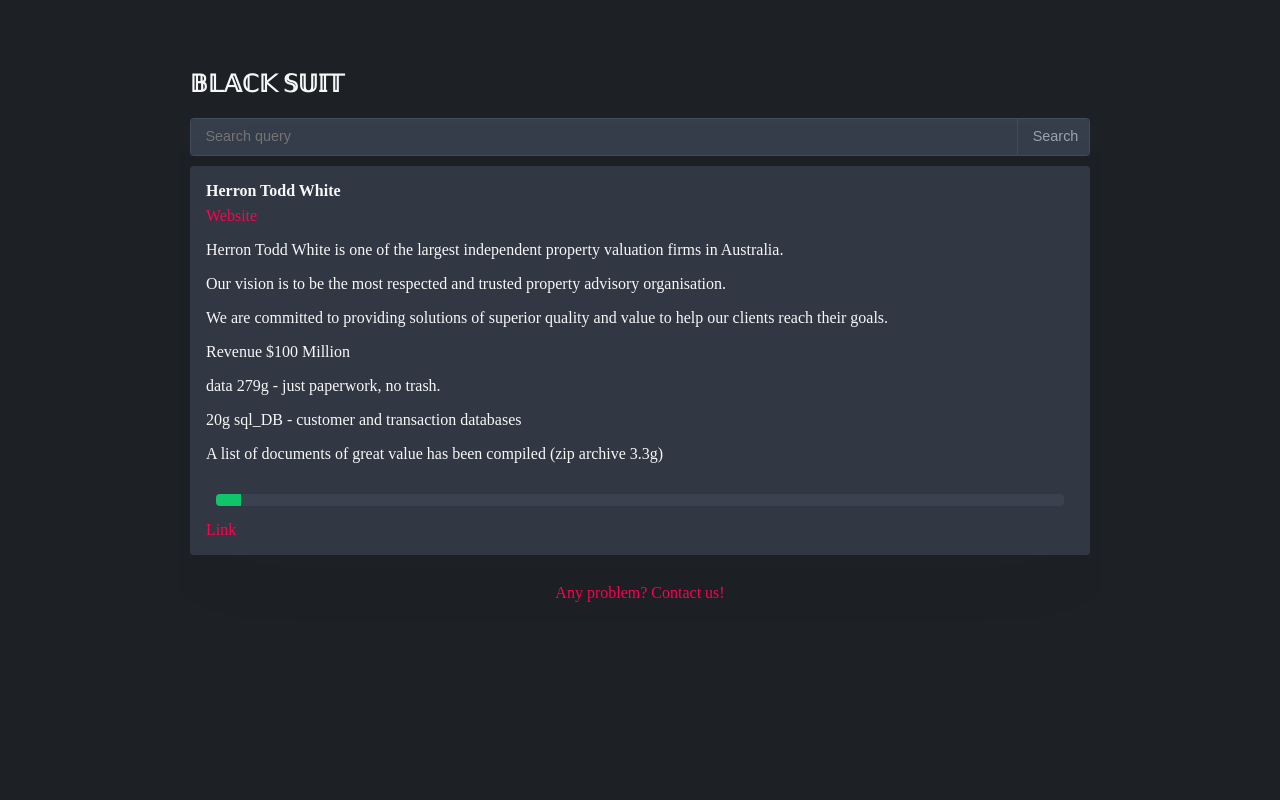 BLACK SUIT
Search query
Search
Herron Todd White
Website
Herron Todd White is one of the largest independent property valuation firms in Australia.
Our vision is to be the most respected and trusted property advisory organisation.
We are committed to providing solutions of superior quality and value to help our clients reach their goals.
Revenue $100 Million
data 279g - just paperwork, no trash.
20g sql_DB - customer and transaction databases
A list of documents of great value has been compiled (zip archive 3.3g)
Link
Any problem? Contact us!